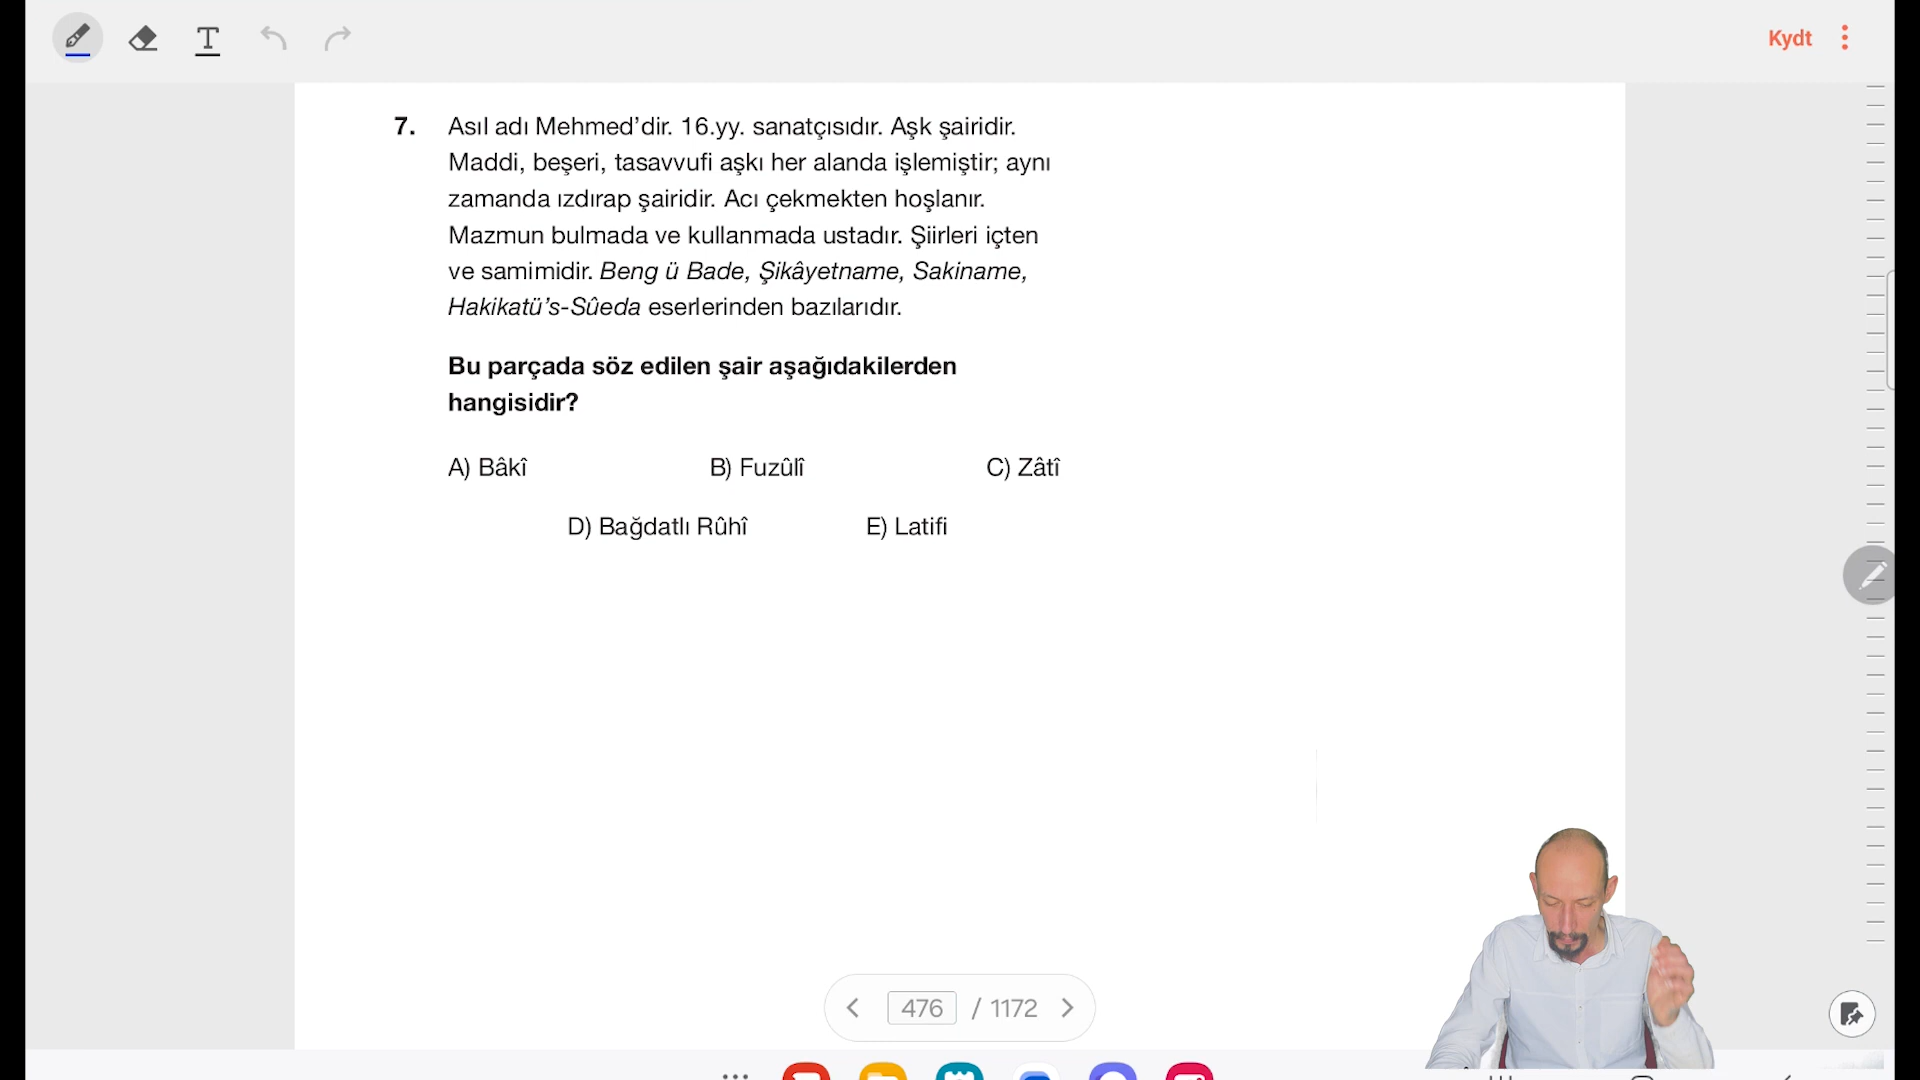 Kydt
7. Asıl adı Mehmed’dir. 16.yy. sanatçısıdır. Aşk şairidir.
Maddi, beşeri, tasavvufi aşkı her alanda işlemiştir; aynı
zamanda ızdırap şairidir. Acı çekmekten hoşlanır.
Mazmun bulmada ve kullanmada ustadır. Şiirleri içten
ve samimidir. Beng ü Bade, Şikâyetname, Sakiname,
Hakikatü’s-Sûeda eserlerinden bazılarıdır.
Bu parçada söz edilen şair aşağıdakilerden
hangisidir?
A) Bâkî B) Fuzûlî C) Zâtî
D) Bağdatlı Rûhî E) Latifi
476 / 1172